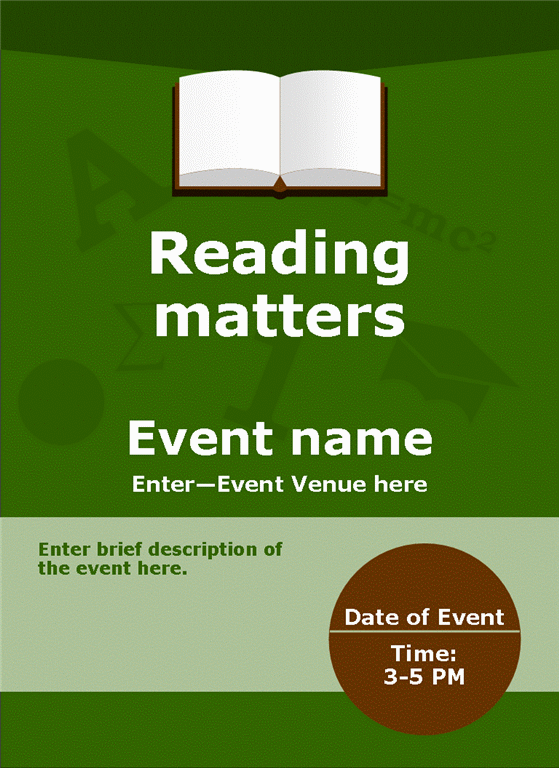 A
=mc²
Reading
matters
Σ
Event name
Enter—Event Venue here
Enter brief description of
the event here.
Date of Event
Time:
3-5 PM